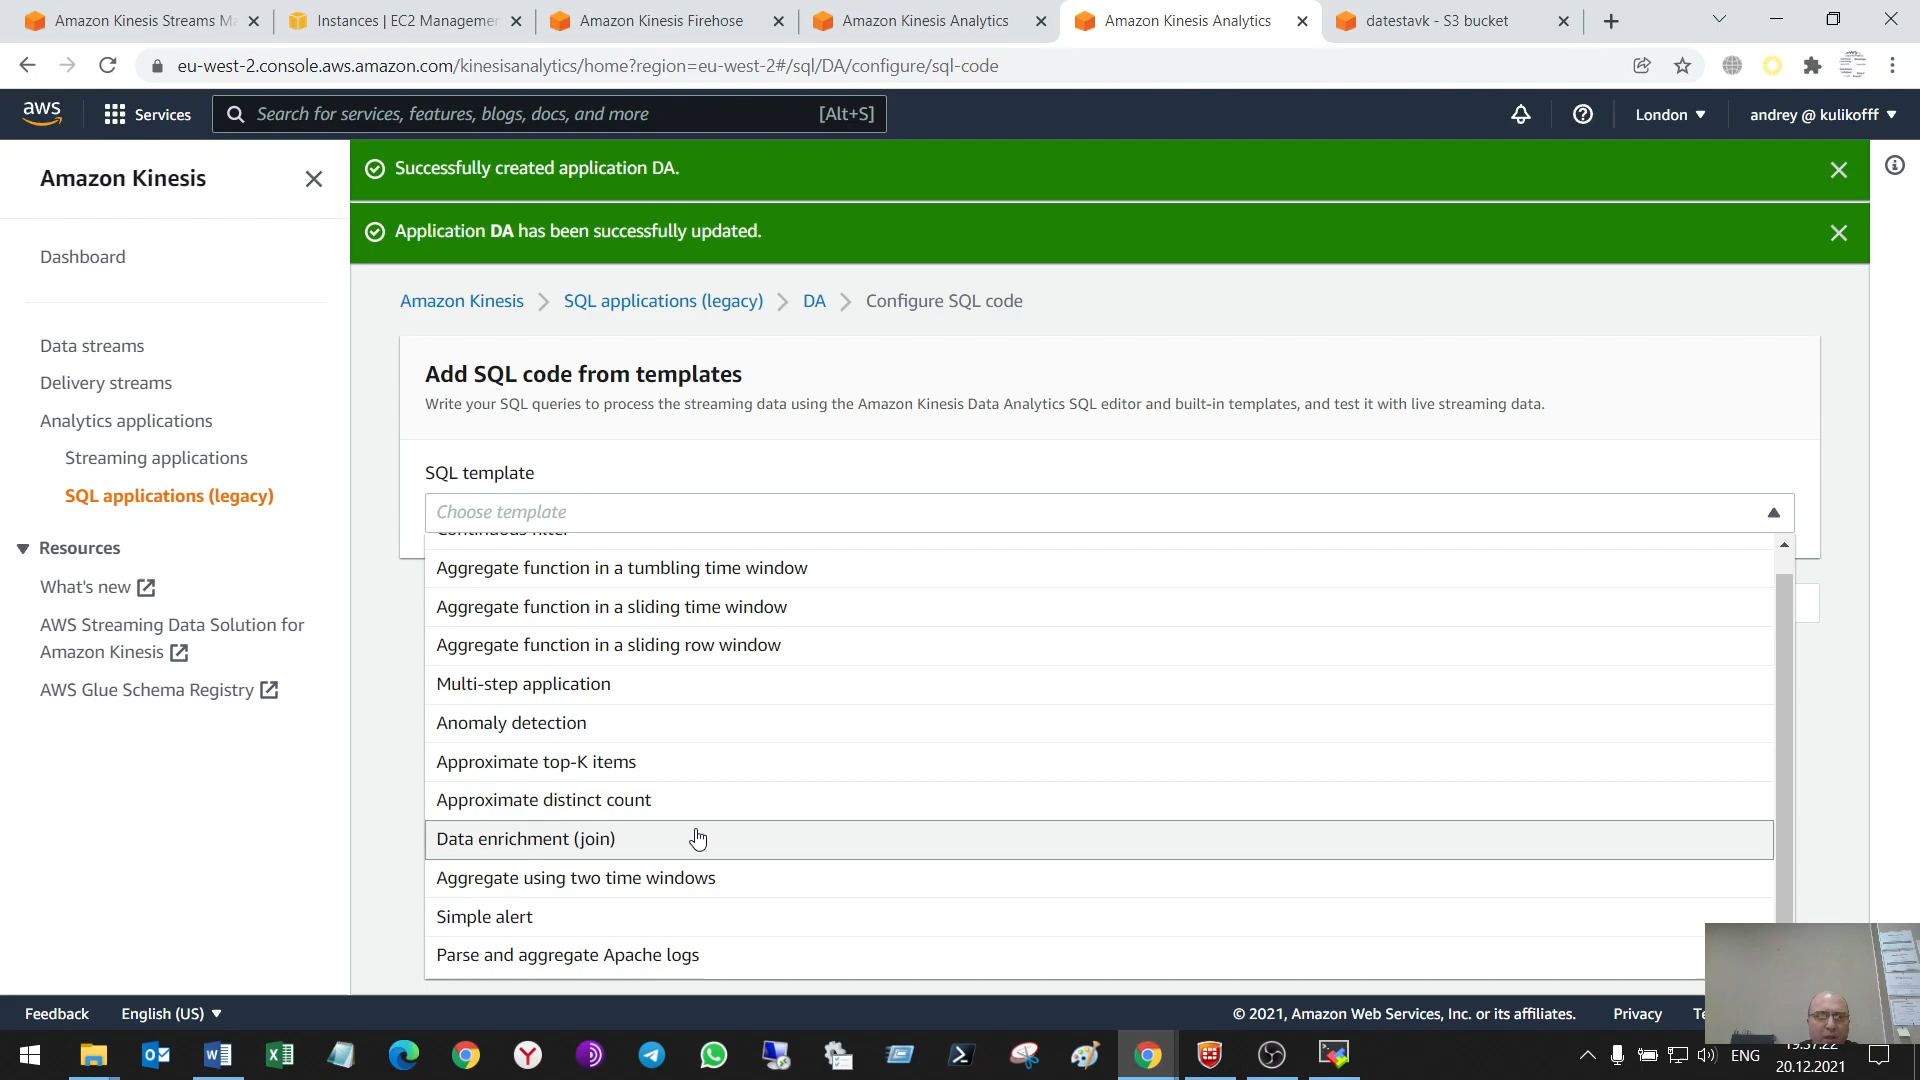 Amazon Kinesis Streams Ma
Instances | EC2 Managemen
Amazon Kinesis Firehose
Amazon Kinesis Analytics
Amazon Kinesis Analytics
datestavk - S3 bucket
eu-west-2.console.aws.amazon.com/kinesisanalytics/home?region=eu-west-2#/sql/DA/configure/sql-code
aws
Services
Search for services, features, blogs, docs, and more
[Alt+S]
London
andrey @ kulikofff
Amazon Kinesis
Dashboard
Data streams
Delivery streams
Analytics applications
Streaming applications
SQL applications (legacy)
Resources
What's new
AWS Streaming Data Solution for
Amazon Kinesis
AWS Glue Schema Registry
Successfully created application DA.
Application DA has been successfully updated.
Amazon Kinesis
SQL applications (legacy)
DA
Configure SQL code
Add SQL code from templates
Write your SQL queries to process the streaming data using the Amazon Kinesis Data Analytics SQL editor and built-in templates, and test it with live streaming data.
SQL template
Choose template
Continuous filter
Aggregate function in a tumbling time window
Aggregate function in a sliding time window
Aggregate function in a sliding row window
Multi-step application
Anomaly detection
Approximate top-K items
Approximate distinct count
Data enrichment (join)
Aggregate using two time windows
Simple alert
Parse and aggregate Apache logs
Feedback
English (US)
© 2021, Amazon Web Services, Inc. or its affiliates.
Privacy
Te
ENG
20.12.2021